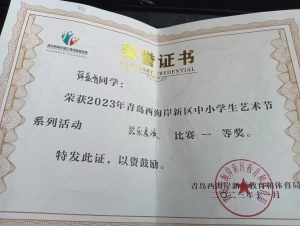 荣誉证书
同学:
荣获2023年青岛西海岸新区中小学生艺术节
系列活动 器乐表演 比赛 一 等奖。
特发此证,以资鼓励。
青岛西海岸新区教育和体育局